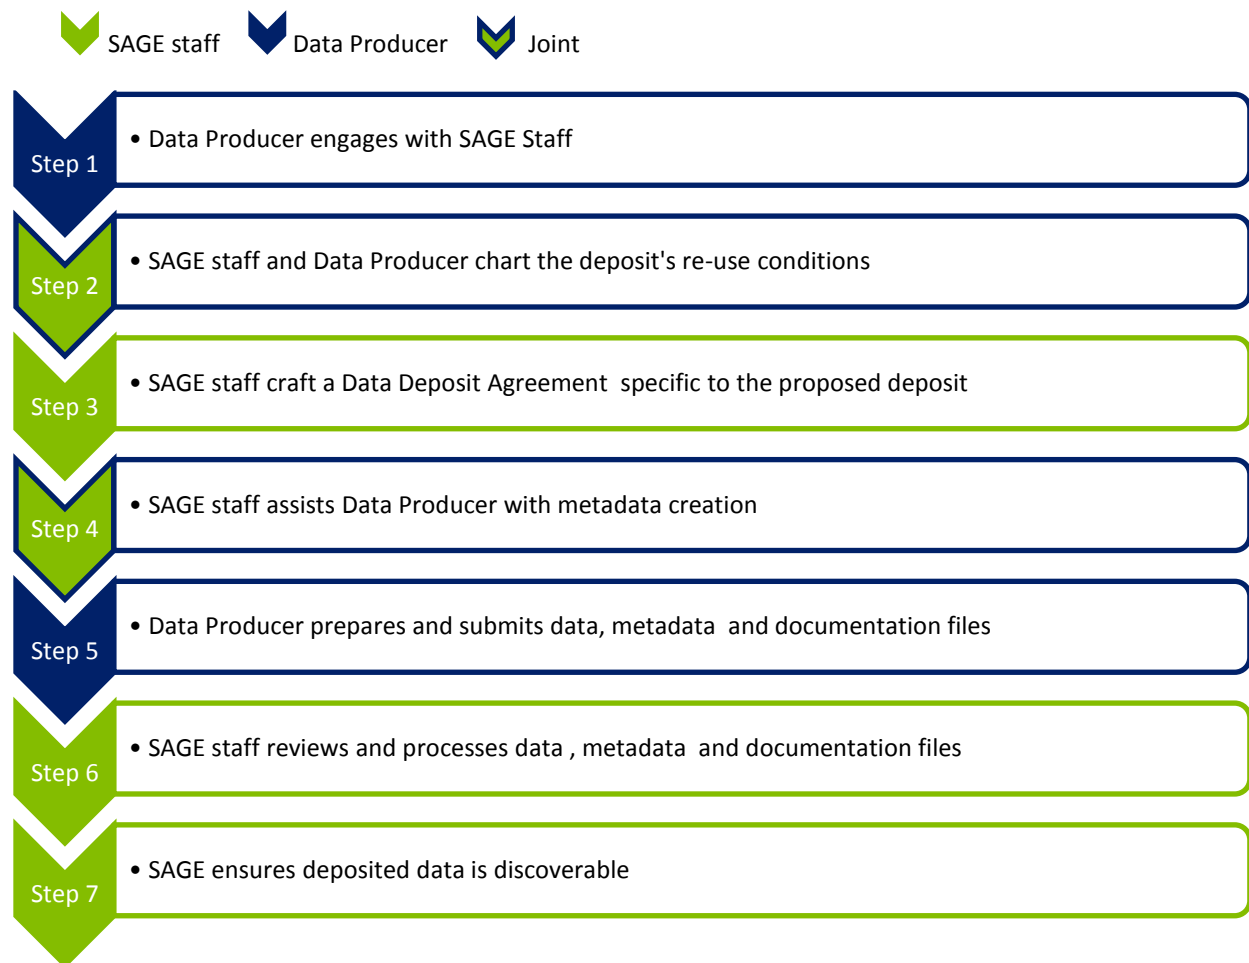 SAGE staff Data Producer Joint
Step 1
• Data Producer engages with SAGE Staff
Step 2
• SAGE staff and Data Producer chart the deposit's re-use conditions
Step 3
• SAGE staff craft a Data Deposit Agreement  specific to the proposed deposit
Step 4
• SAGE staff assists Data Producer with metadata creation
Step 5
• Data Producer prepares and submits data, metadata  and documentation files
Step 6
• SAGE staff reviews and processes data , metadata  and documentation files
Step 7
• SAGE ensures deposited data is discoverable